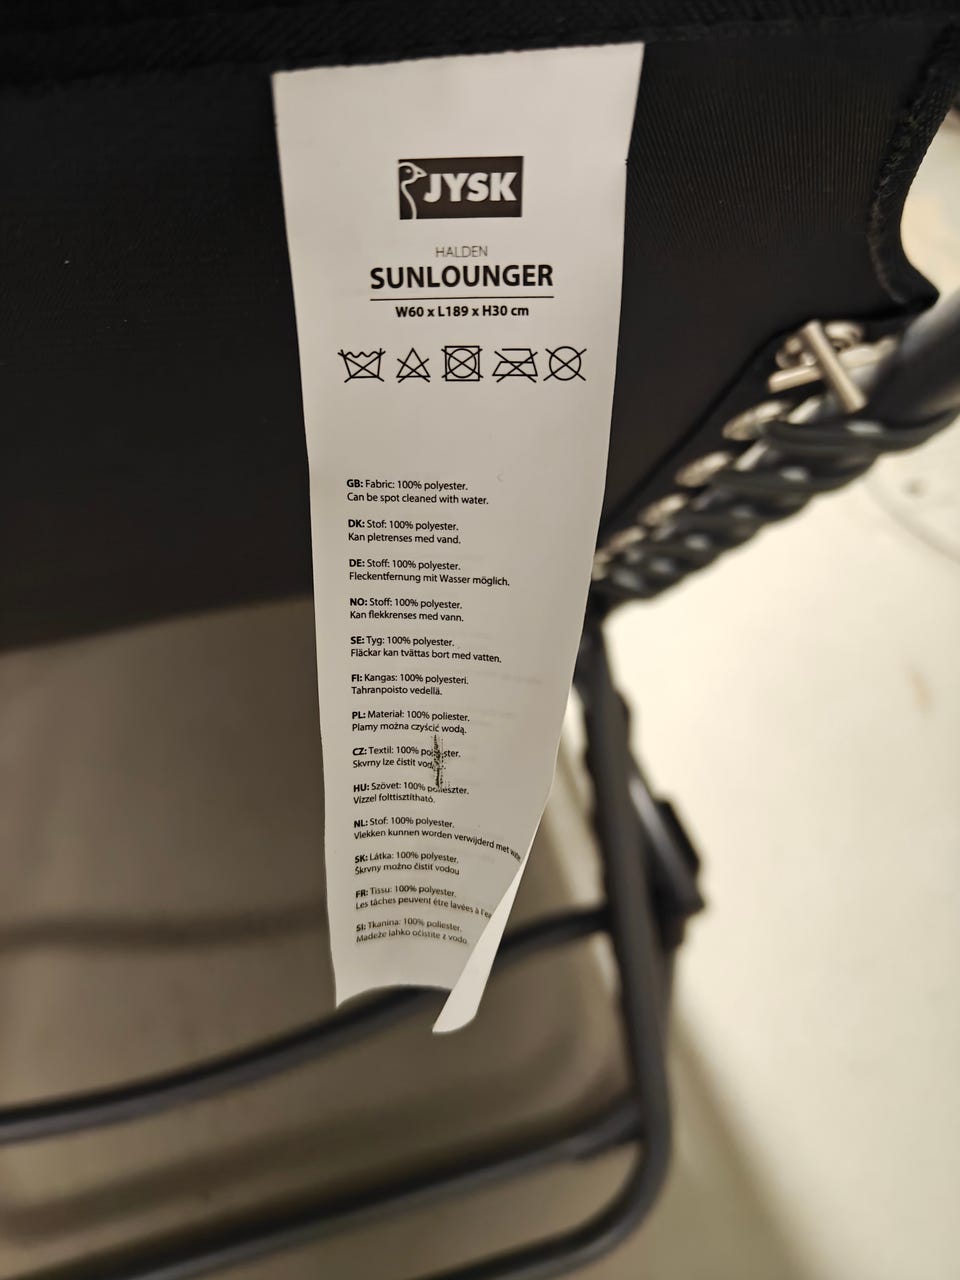 JYSK
HALDEN
SUNLOUNGER
W60 x L189 x H30 cm
GB: Fabric: 100% polyester.
Can be spot cleaned with water.
DK: Stof: 100% polyester.
Kan pletrenses med vand.
DE: Stoff: 100% polyester.
Fleckentfernung mit Wasser möglich.
NO: Stoff: 100% polyester.
Kan flekkrenses med vann.
SE: Tyg: 100% polyester.
Fläckar kan tvättas bort med vatten.
FI: Kangas: 100% polyesteri.
Tahranpoisto vedellä.
PL: Materiał: 100% poliester.
Plamy można czyścić wodą.
CZ: Textil: 100% polyester.
Skvrny lze čistit
HU: Szövet: 100% poliészter.
Vízzel folttisztítható.
NL: Stof: 100% polyester.
Vlekken kunnen worden verwijderd met
SK: Látka: 100% polyester.
Škrvny možno čistiť vodou
FR: Tissu: 100% polyester.
Les tâches peuvent être lavées à
SI: Tkanina: 100% poliester.
Madeže lahko očistite z vodo.